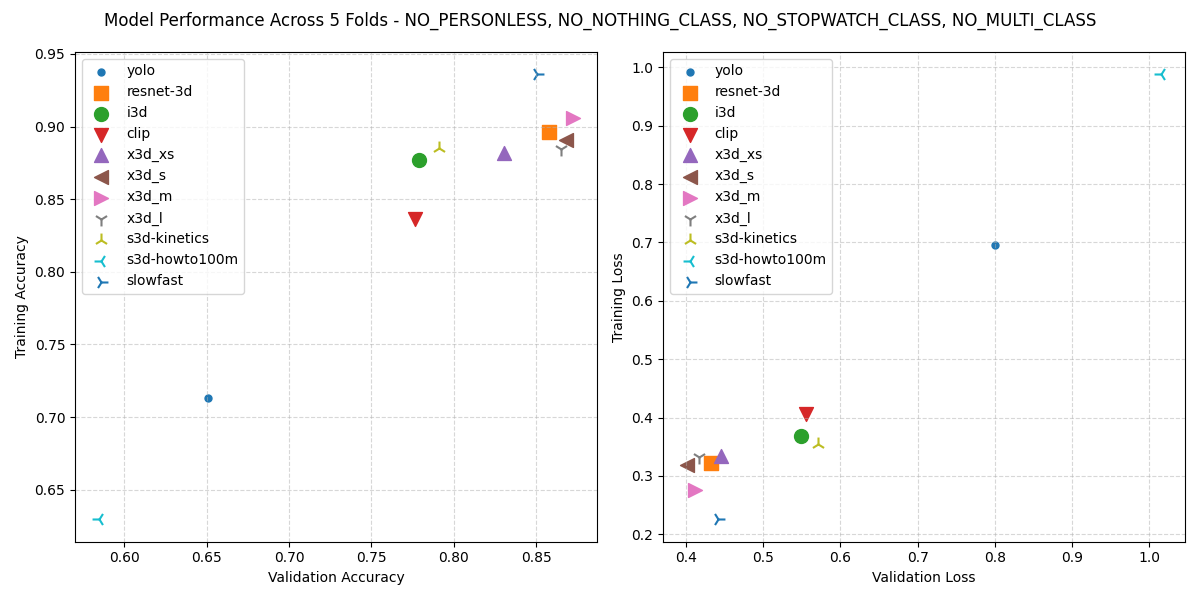 Model Performance Across 5 Folds - NO_PERSONLESS, NO_NOTHING_CLASS, NO_STOPWATCH_CLASS, NO_MULTI_CLASS
yolo
resnet-3d
i3d
clip
x3d_xs
x3d_s
x3d_m
x3d_l
s3d-kinetics
s3d-howto100m
slowfast
Training Accuracy
0.95
0.90
0.85
0.80
0.75
0.70
0.65
0.60
0.65
0.70
0.75
0.80
0.85
Validation Accuracy
yolo
resnet-3d
i3d
clip
x3d_xs
x3d_s
x3d_m
x3d_l
s3d-kinetics
s3d-howto100m
slowfast
Training Loss
1.0
0.9
0.8
0.7
0.6
0.5
0.4
0.3
0.2
0.4
0.5
0.6
0.7
0.8
0.9
1.0
Validation Loss